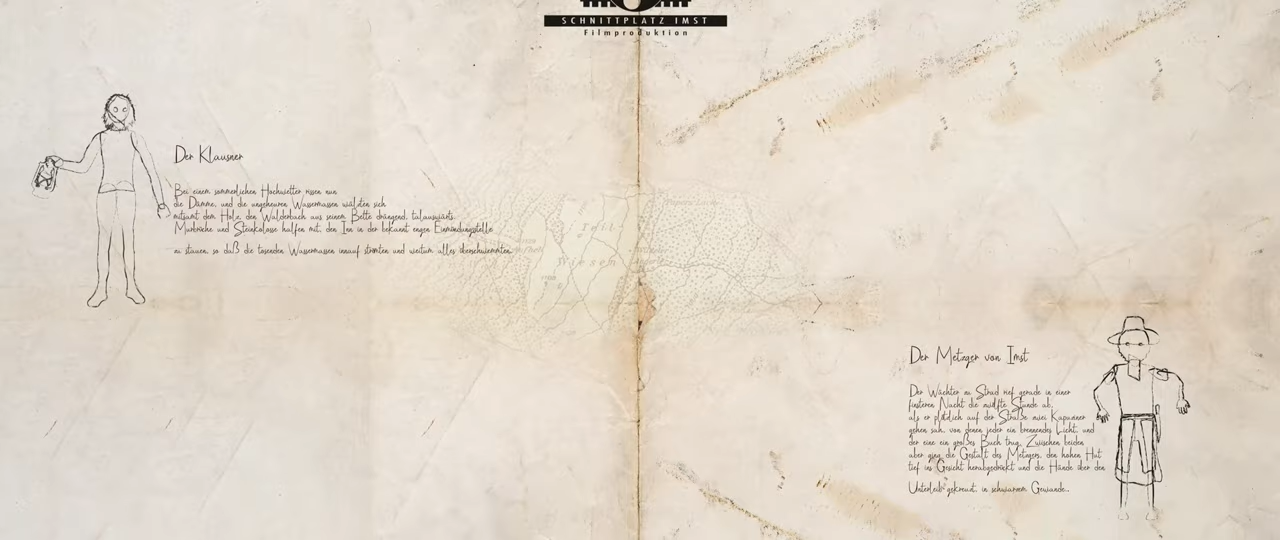 SCHNITTPLATZ IMST
Filmproduktion
Der Klausner
Bei einem sommerlichen Hochwetter rissen nun
die Dämme, und die ungeheuren Wassermassen wälzten sich
mitsamt dem Holz, den Walderbach aus seinem Bette drängend, talauswärts.
Murbrüche und Steinkolosse halfen mit, den Inn in der bekannt engen Einmündungsstelle
zu stauen, so daß die tosenden Wassermassen innauf strömten und weitum alles überschwemmten.
Inll
Wiesen
Der Metzger von Imst
Der Wächter zu Strad rief gerade in einer
finsteren Nacht die zwölfte Stunde ab,
als er plötzlich auf der Straße zwei Kapuziner
gehen sah, von denen jeder ein brennendes Licht, und
der eine ein großes Buch trug. Zwischen beiden
aber ging die Gestalt des Metzgers, den hohen Hut
tief ins Gesicht herabgedrückt und die Hände über den
Unterleib gekreuzt, in schwarzem Gewande..